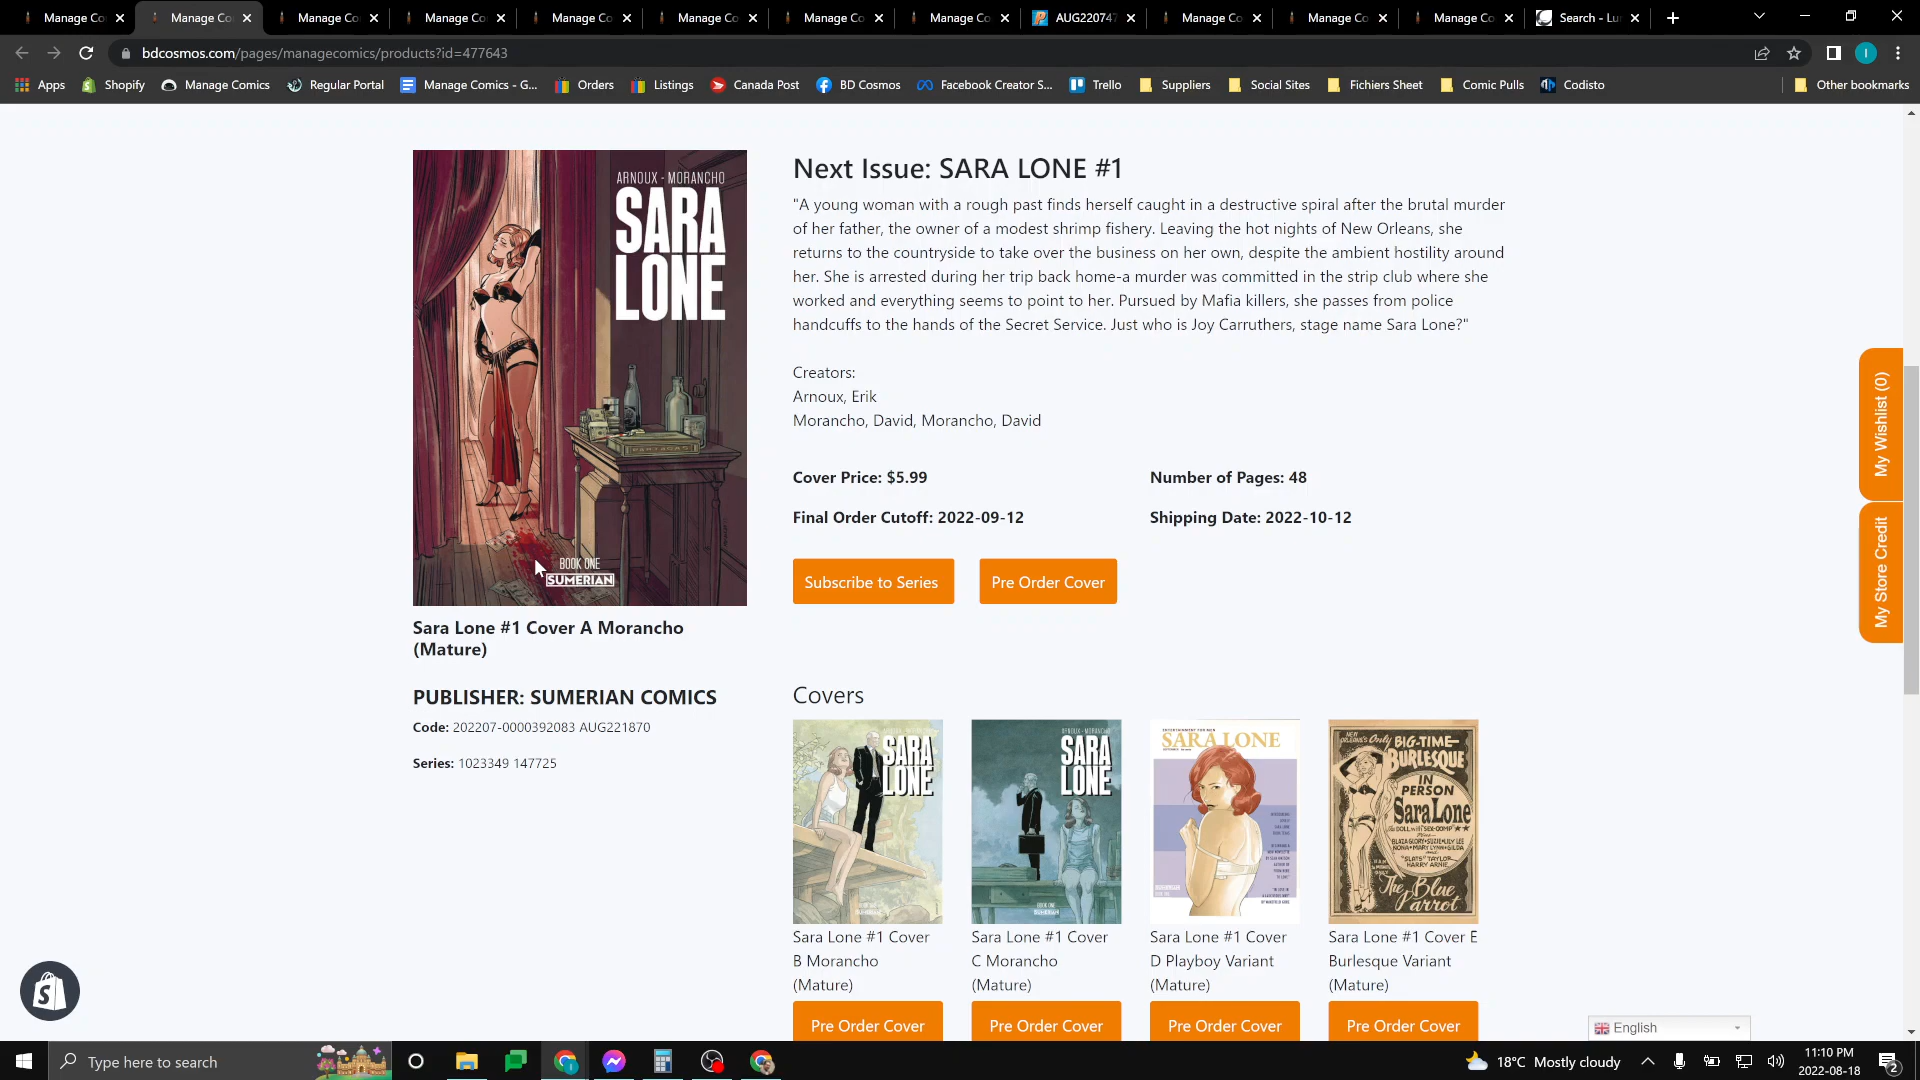 Manage Co
Manage Co
Manage Co
Manage Co
Manage Co
Manage Co
Manage Co
Manage Co
AUG22074
Manage Co
Manage Co
Manage Co
Search - Lu
bdcosmos.com/pages/managecomics/products?id=477643
Apps
Shopify
Manage Comics
Regular Portal
Manage Comics - G...
Orders
Listings
Canada Post
BD Cosmos
Facebook Creator S...
Trello
Suppliers
Social Sites
Fichiers Sheet
Comic Pulls
Codisto
Other bookmarks
ARNOUX - MORANCHO
SARA
LONE
BOOK ONE
SUMERIAN
Sara Lone #1 Cover A Morancho
(Mature)
PUBLISHER: SUMERIAN COMICS
Code: 202207-0000392083 AUG221870
Series: 1023349 147725
Next Issue: SARA LONE #1
"A young woman with a rough past finds herself caught in a destructive spiral after the brutal murder
of her father, the owner of a modest shrimp fishery. Leaving the hot nights of New Orleans, she
returns to the countryside to take over the business on her own, despite the ambient hostility around
her. She is arrested during her trip back home-a murder was committed in the strip club where she
worked and everything seems to point to her. Pursued by Mafia killers, she passes from police
handcuffs to the hands of the Secret Service. Just who is Joy Carruthers, stage name Sara Lone?"
Creators:
Arnoux, Erik
Morancho, David, Morancho, David
Cover Price: $5.99
Number of Pages: 48
Final Order Cutoff: 2022-09-12
Shipping Date: 2022-10-12
Subscribe to Series
Pre Order Cover
Covers
SARA
LONE
ARNOUX - MORANCHO
SARA
LONE
BOOK ONE
ENTERTAINMENT FOR MEN
SARA LONE
NEW
ORLEANS'S Only
BIG-TIME
BURLESQUE
IN
PERSON
Sara Lone
"SLATS" TAYLOR
HARRY ARNIE
The Blue
Parrot
Sara Lone #1 Cover
B Morancho
(Mature)
Pre Order Cover
Sara Lone #1 Cover
C Morancho
(Mature)
Pre Order Cover
Sara Lone #1 Cover
D Playboy Variant
(Mature)
Pre Order Cover
Sara Lone #1 Cover E
Burlesque Variant
(Mature)
Pre Order Cover
My Wishlist (0)
My Store Credit
English
Type here to search
18°C Mostly cloudy
11:10 PM
2022-08-18
2